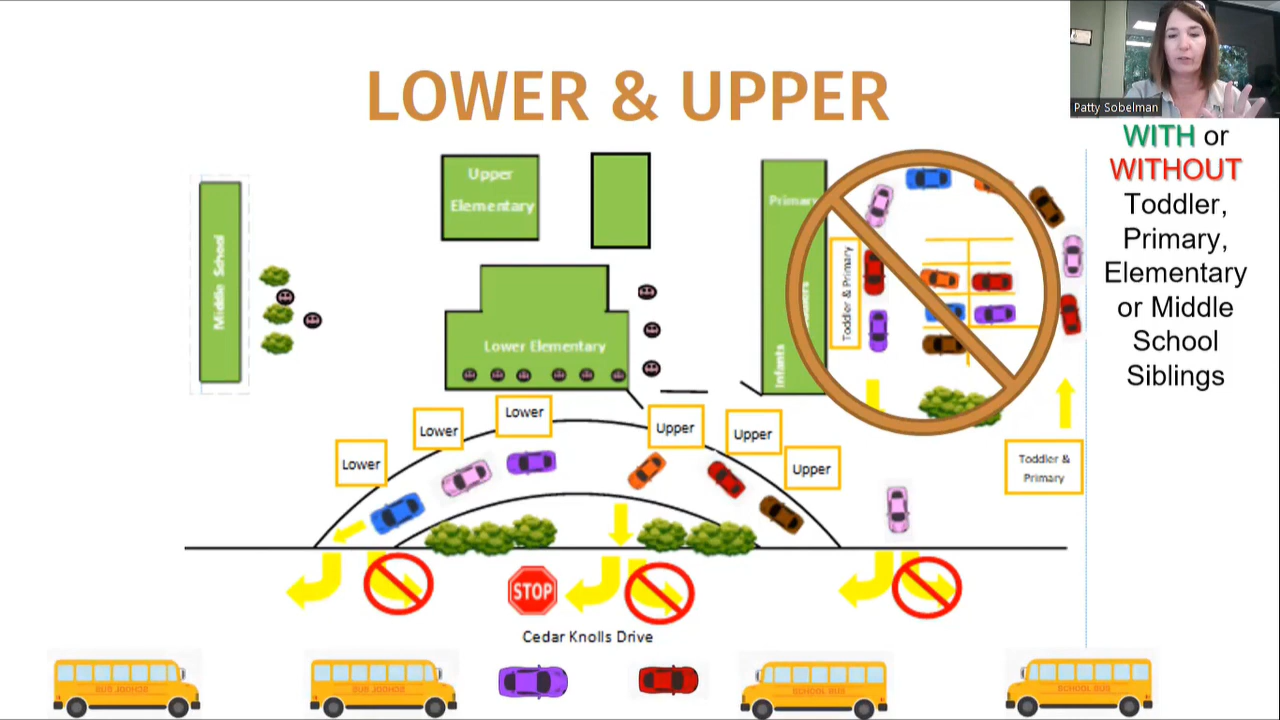 LOWER & UPPER
Patty Sobelman
WITH or
WITHOUT
Toddler,
Primary,
Elementary
or Middle
School
Siblings
Upper
Elementary
Middle School
Primary
Infants
Toddler & Primary
Lower Elementary
Lower
Lower
Lower
Upper
Upper
Upper
Toddler &
Primary
STOP
Cedar Knolls Drive
SCHOOL BUS
SCHOOL BUS